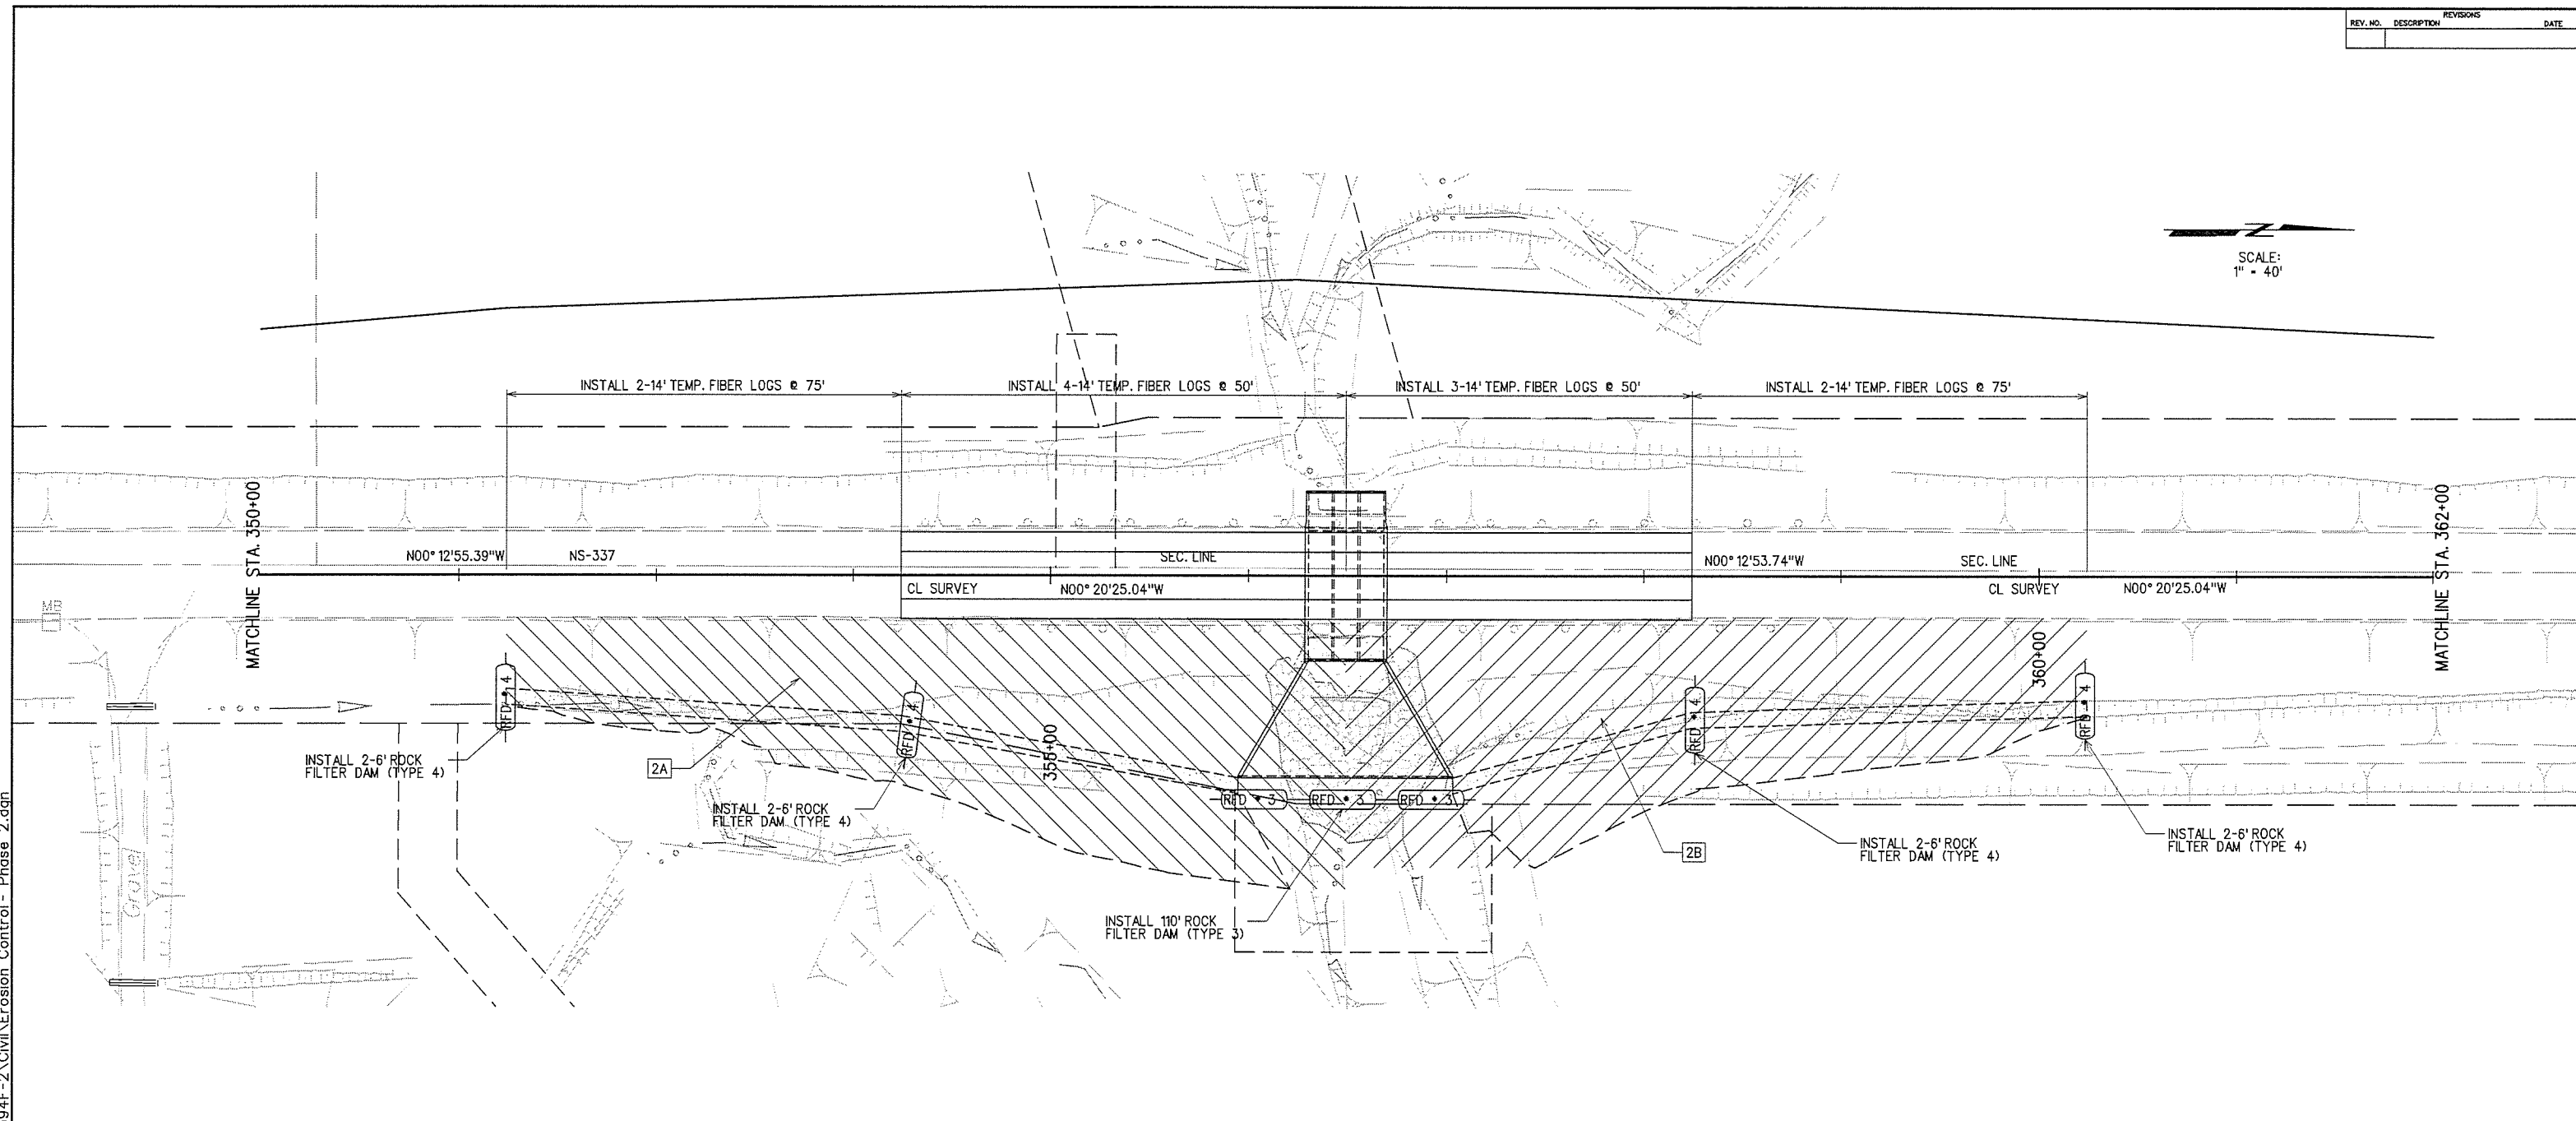 REVISIONS
REV. NO. DESCRIPTION DATE
SCALE:
1" = 40'
INSTALL 2-14' TEMP. FIBER LOGS @ 75'
INSTALL 4-14' TEMP. FIBER LOGS @ 50'
INSTALL 3-14' TEMP. FIBER LOGS @ 50'
INSTALL 2-14' TEMP. FIBER LOGS @ 75'
MATCHLINE STA. 350+00
MATCHLINE STA. 362+00
N00° 12'55.39"W
NS-337
SEC. LINE
N00° 12'53.74"W
SEC. LINE
CL SURVEY
N00° 20'25.04"W
CL SURVEY
N00° 20'25.04"W
MB
360+00
355+00
RFD 4
RFD 4
RFD 4
RFD 4
INSTALL 2-6' ROCK
FILTER DAM (TYPE 4)
2A
INSTALL 2-6' ROCK
FILTER DAM (TYPE 4)
RFD 3
RFD 3
RFD 3
2B
INSTALL 2-6' ROCK
FILTER DAM (TYPE 4)
INSTALL 2-6' ROCK
FILTER DAM (TYPE 4)
INSTALL 110' ROCK
FILTER DAM (TYPE 3)
Gravel
94F-2\Civil\Erosion Control - Phase 2.dgn